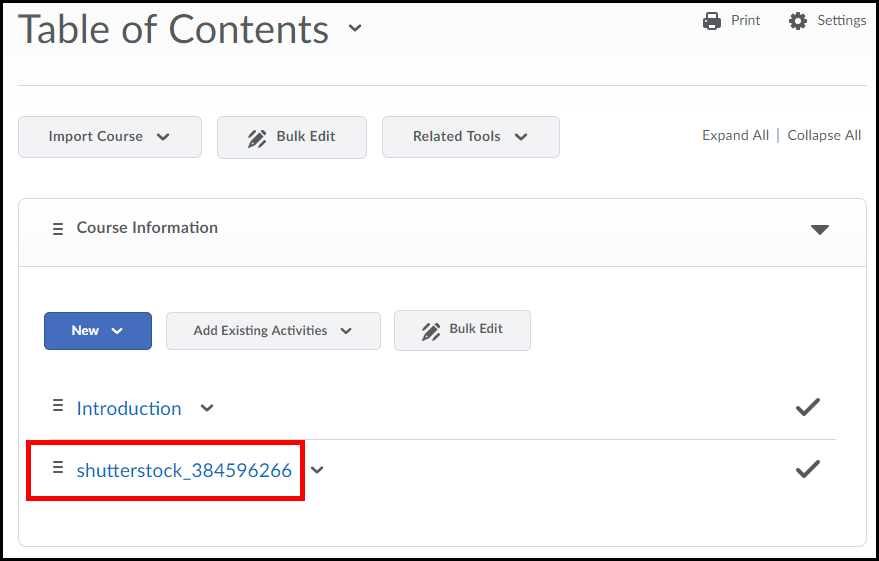 Table of Contents
Print
Settings
Import Course
Bulk Edit
Related Tools
Expand All | Collapse All
Course Information
New
Add Existing Activities
Bulk Edit
Introduction
shutterstock_384596266